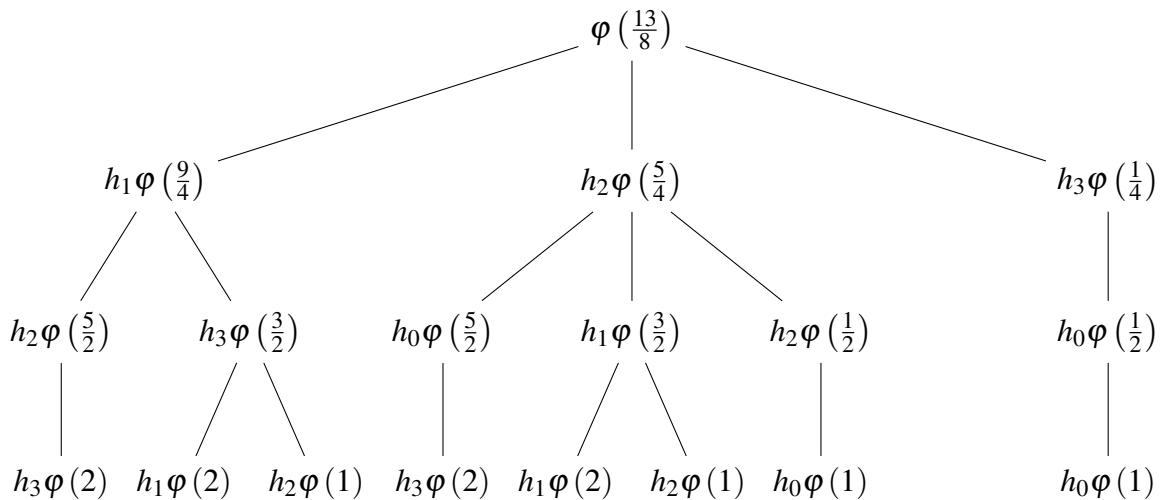 φ(13/8)
h₁φ(9/4) h₂φ(5/4) h₃φ(1/4)
h₂φ(5/2) h₃φ(3/2) h₀φ(5/2) h₁φ(3/2) h₂φ(1/2) h₀φ(1/2)
h₃φ(2) h₁φ(2) h₂φ(1) h₃φ(2) h₁φ(2) h₂φ(1) h₀φ(1) h₀φ(1)